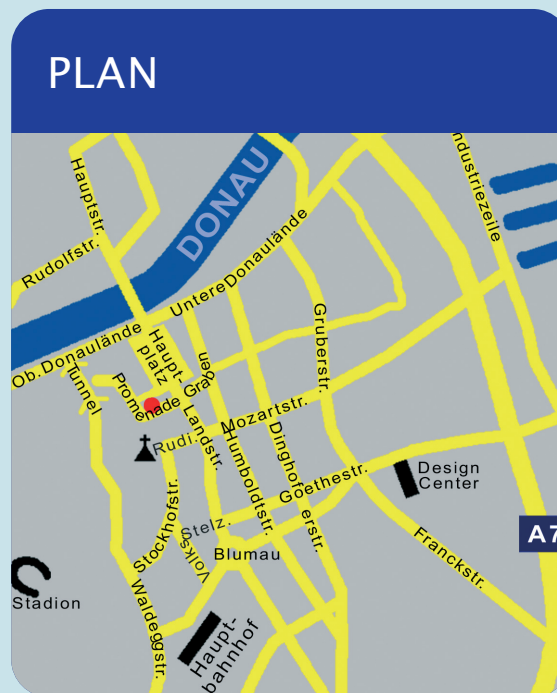 PLAN
Hauptstr.
ndustriezeile
DONAU
Rudolfstr.
Untere Donaulände
Ob. Donaulände
Haupt-
platz
Gruberstr.
Tunnel
Promenade
Graben
Mozartstr.
Rudi.
Landstr.
Humboldtstr.
Dinghoferstr.
Goethestr.
Design
Center
Stockhofstr.
Stelz.
Volks
Blumau
A7
Franckstr.
Stadion
Waldeggstr.
Haupt-
bahnhof